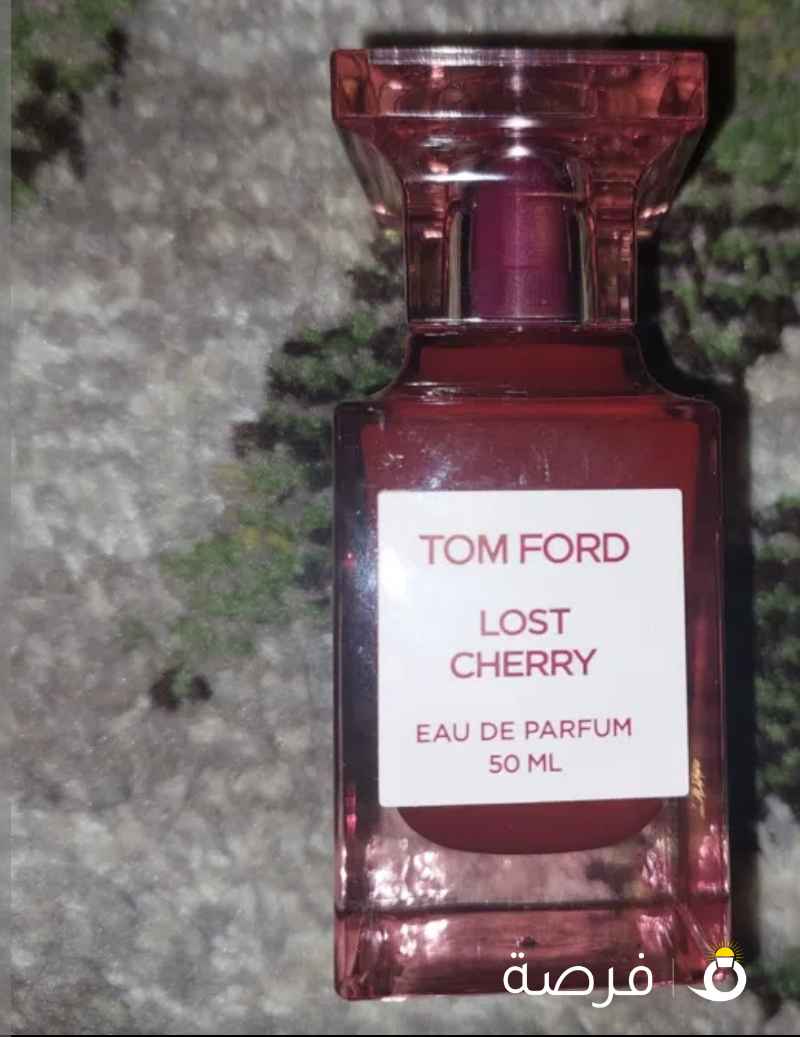 TOM FORD
LOST
CHERRY
EAU DE PARFUM
50 ML
فرصة